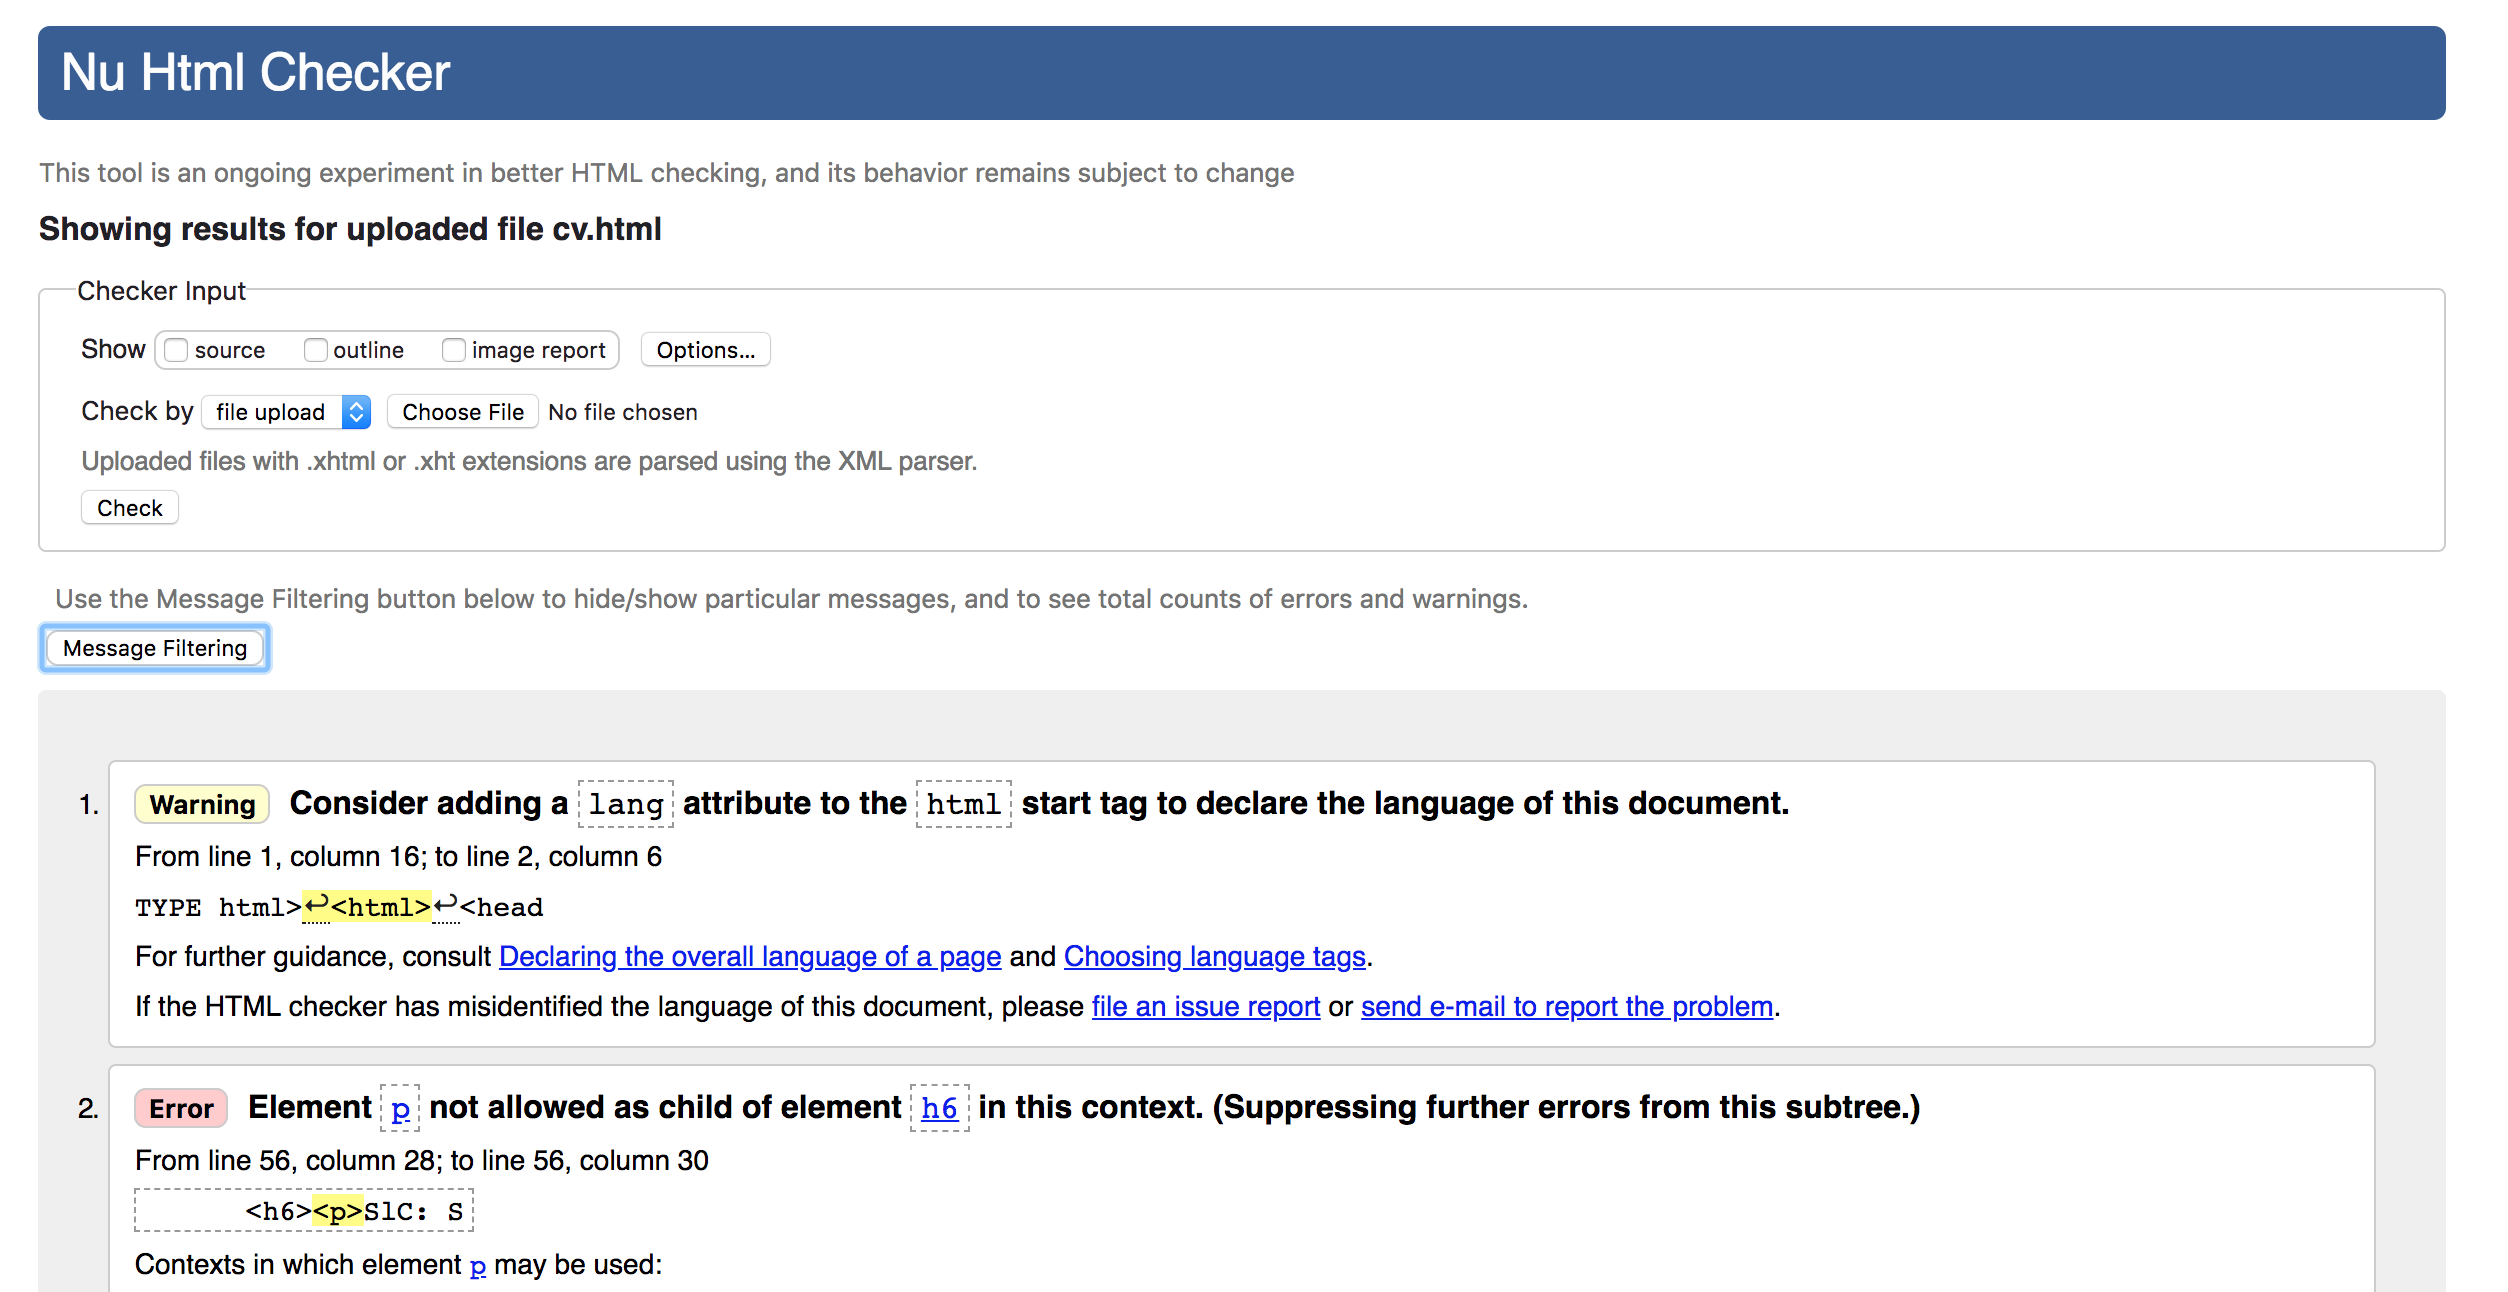 Nu Html Checker
This tool is an ongoing experiment in better HTML checking, and its behavior remains subject to change
Showing results for uploaded file cv.html
Checker Input
Show source outline image report Options...
Check by file upload Choose File No file chosen
Uploaded files with .xhtml or .xht extensions are parsed using the XML parser.
Check
Use the Message Filtering button below to hide/show particular messages, and to see total counts of errors and warnings.
Message Filtering
1. Warning Consider adding a lang attribute to the html start tag to declare the language of this document.
From line 1, column 16; to line 2, column 6
TYPE html>↩<html>↩<head
For further guidance, consult Declaring the overall language of a page and Choosing language tags.
If the HTML checker has misidentified the language of this document, please file an issue report or send e-mail to report the problem.
2. Error Element p not allowed as child of element h6 in this context. (Suppressing further errors from this subtree.)
From line 56, column 28; to line 56, column 30
<h6><p>SlC: S
Contexts in which element p may be used: